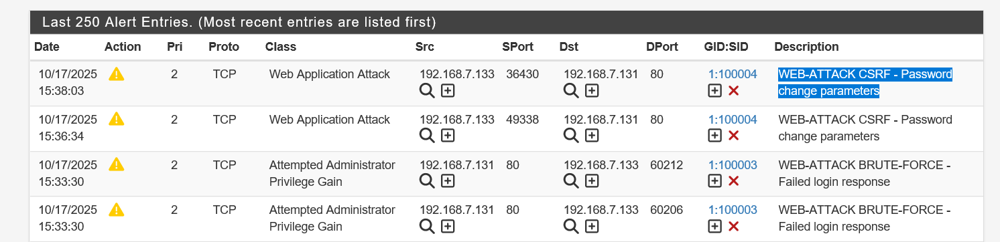 Last 250 Alert Entries. (Most recent entries are listed first)
Date Action Pri Proto Class Src SPort Dst DPort GID:SID Description
10/17/2025 2 TCP Web Application Attack 192.168.7.133 36430 192.168.7.131 80 1:100004 WEB-ATTACK CSRF - Password
15:38:03 change parameters
10/17/2025 2 TCP Web Application Attack 192.168.7.133 49338 192.168.7.131 80 1:100004 WEB-ATTACK CSRF - Password
15:36:34 change parameters
10/17/2025 2 TCP Attempted Administrator 192.168.7.131 80 192.168.7.133 60212 1:100003 WEB-ATTACK BRUTE-FORCE -
15:33:30 Privilege Gain Failed login response
10/17/2025 2 TCP Attempted Administrator 192.168.7.131 80 192.168.7.133 60206 1:100003 WEB-ATTACK BRUTE-FORCE -
15:33:30 Privilege Gain Failed login response